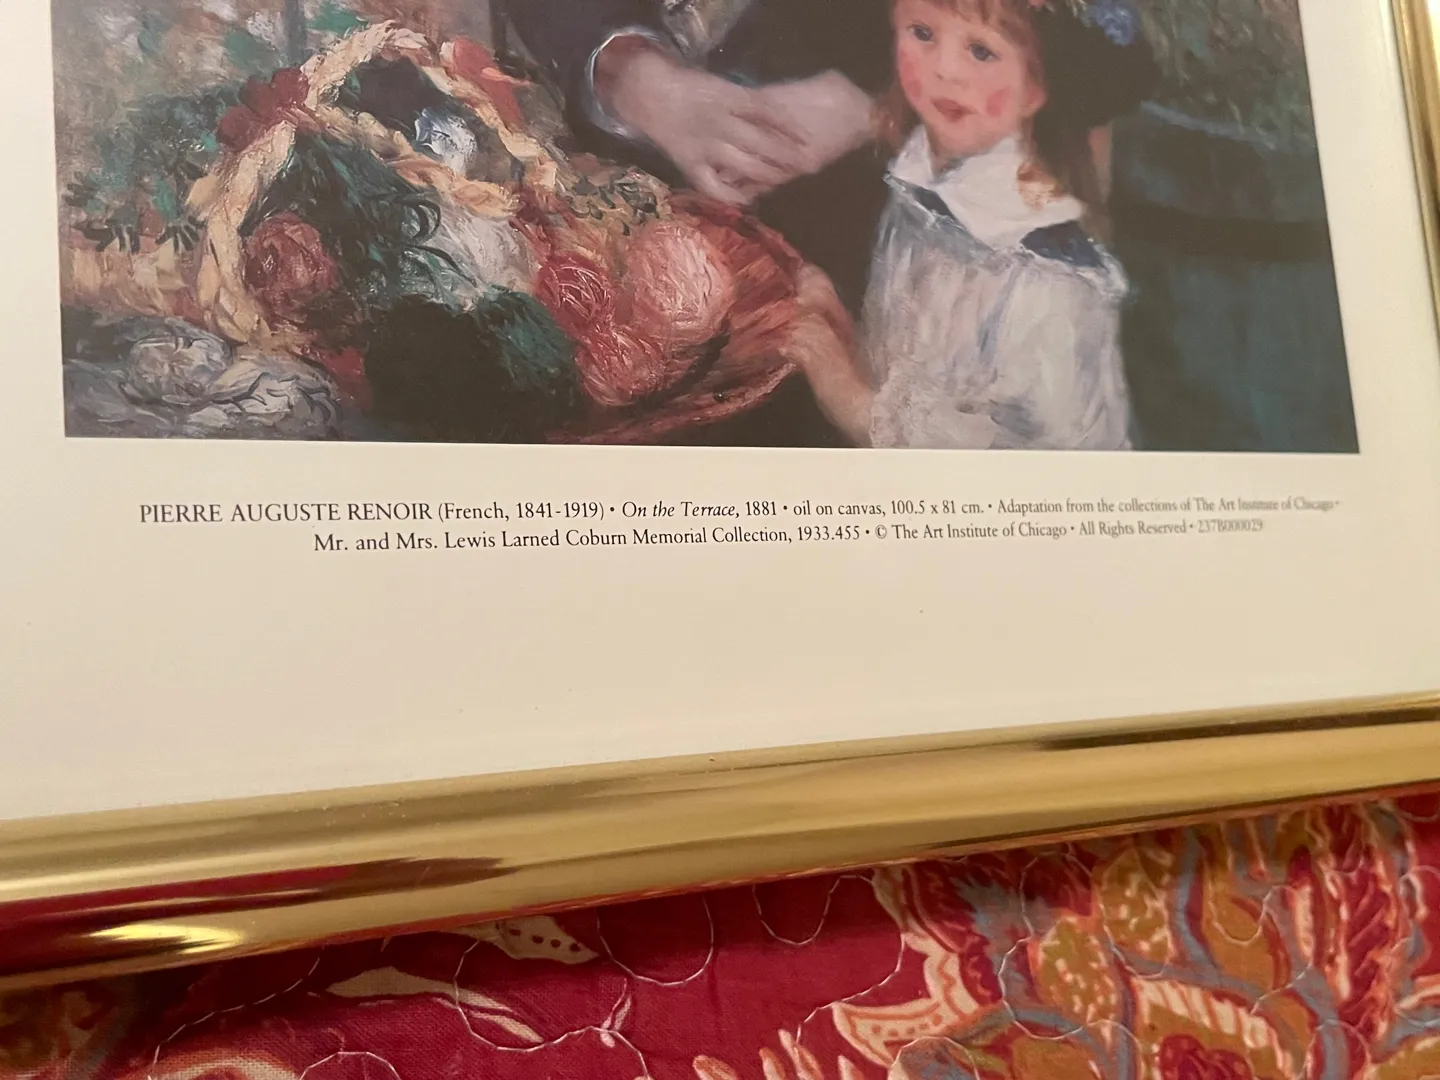 PIERRE AUGUSTE RENOIR (French, 1841-1919) • On the Terrace, 1881 • oil on canvas, 100.5 x 81 cm. • Adaptation from the collections of The Art Institute of Chicago •
Mr. and Mrs. Lewis Larned Coburn Memorial Collection, 1933.455 • © The Art Institute of Chicago • All Rights Reserved • 237B000029